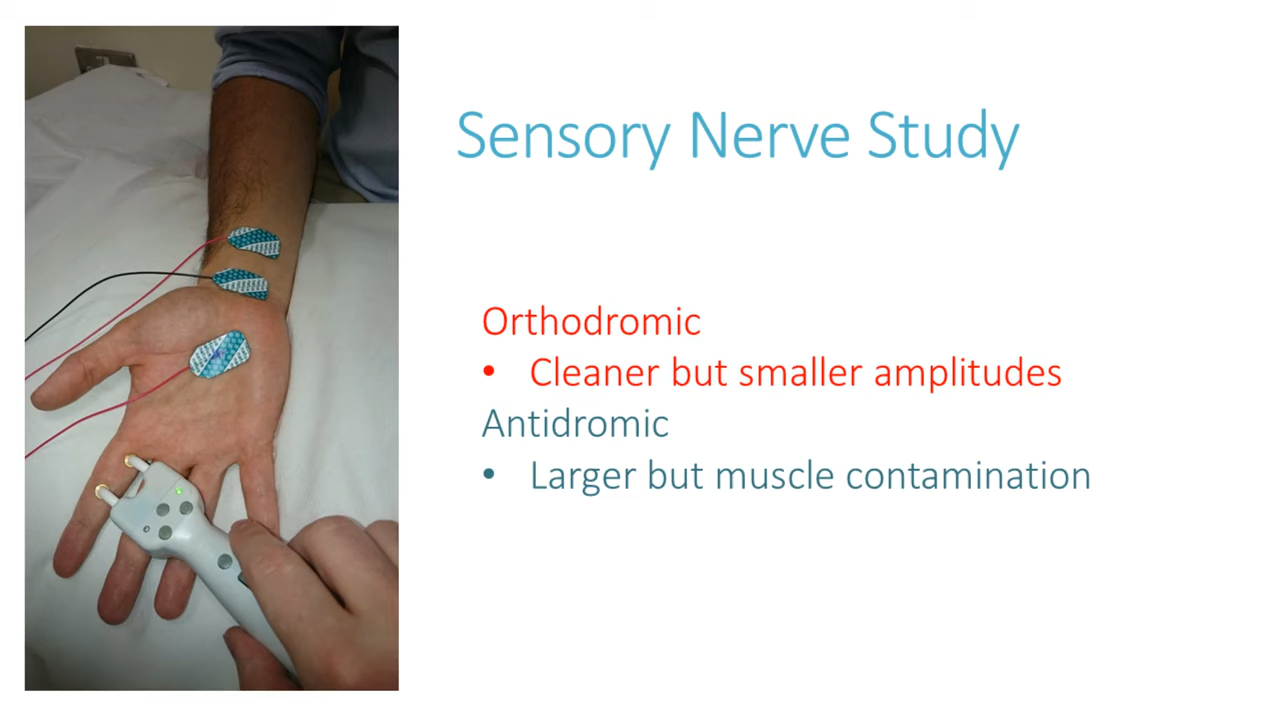 Sensory Nerve Study
Orthodromic
• Cleaner but smaller amplitudes
Antidromic
• Larger but muscle contamination